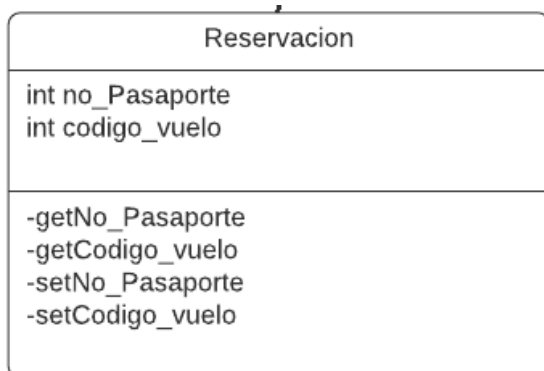 Reservacion
int no_Pasaporte
int codigo_vuelo
-getNo_Pasaporte
-getCodigo_vuelo
-setNo_Pasaporte
-setCodigo_vuelo